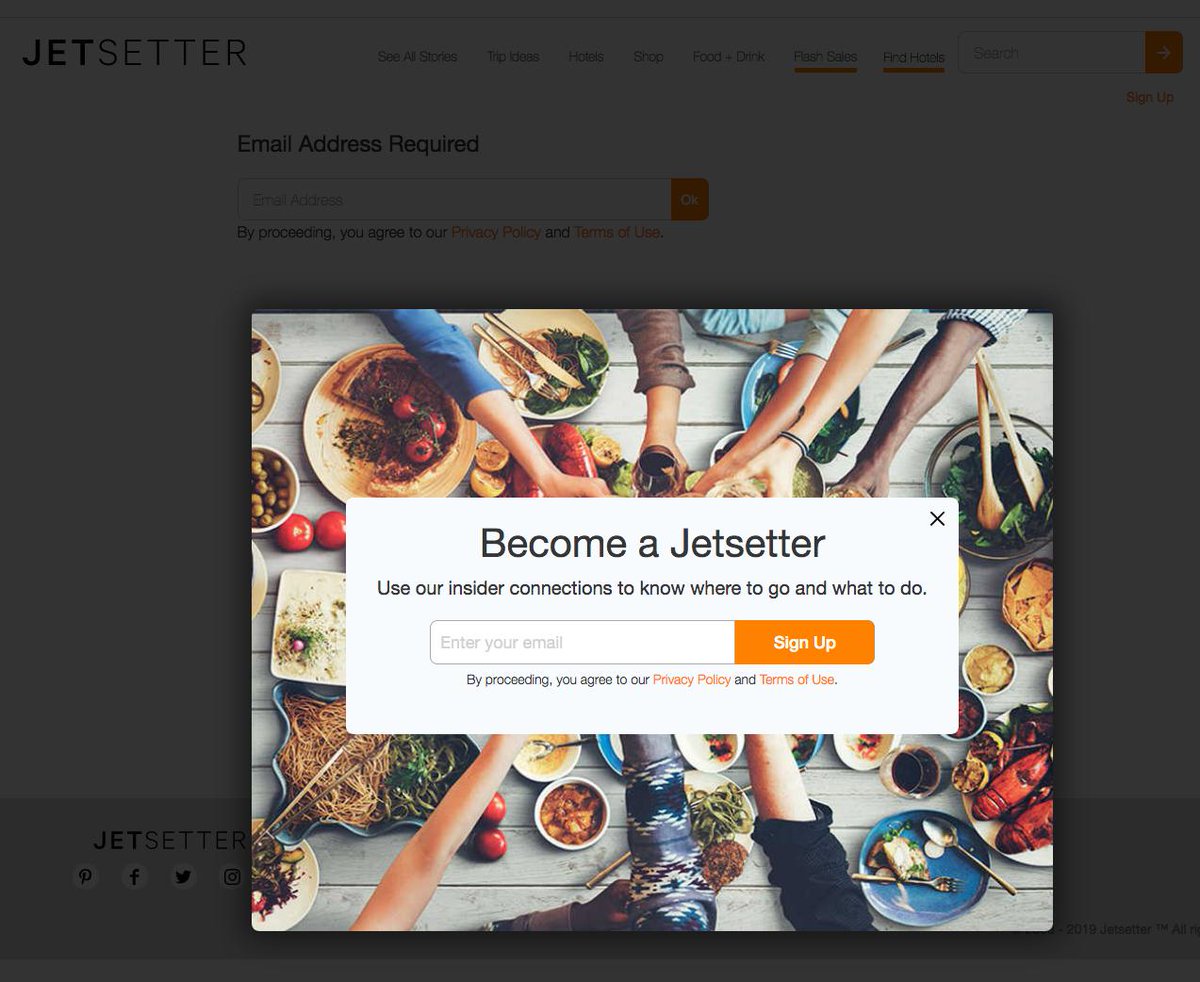 JETSETTER
See All Stories Trip Ideas Hotels Shop Food + Drink Flash Sales Find Hotels Search
Sign Up
Email Address Required
Email Address Ok
By proceeding, you agree to our Privacy Policy and Terms of Use.
Become a Jetsetter
Use our insider connections to know where to go and what to do.
Enter your email Sign Up
By proceeding, you agree to our Privacy Policy and Terms of Use.
JETSETTER
- 2019 Jetsetter ™ All